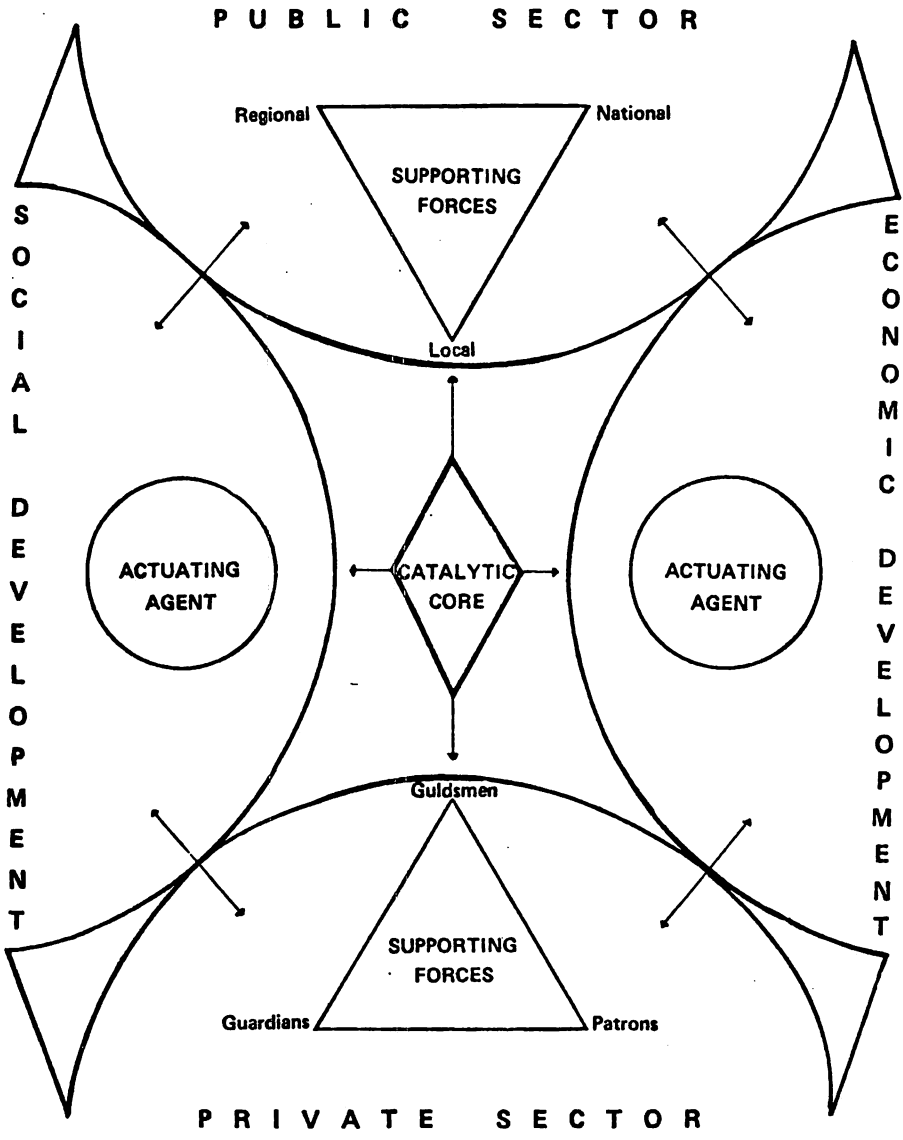 PUBLIC SECTOR
Regional
National
SUPPORTING
FORCES
Local
SOCIAL DEVELOPMENT
ECONOMIC DEVELOPMENT
ACTUATING
AGENT
CATALYTIC
CORE
ACTUATING
AGENT
Guldsmen
SUPPORTING
FORCES
Guardians
Patrons
PRIVATE SECTOR